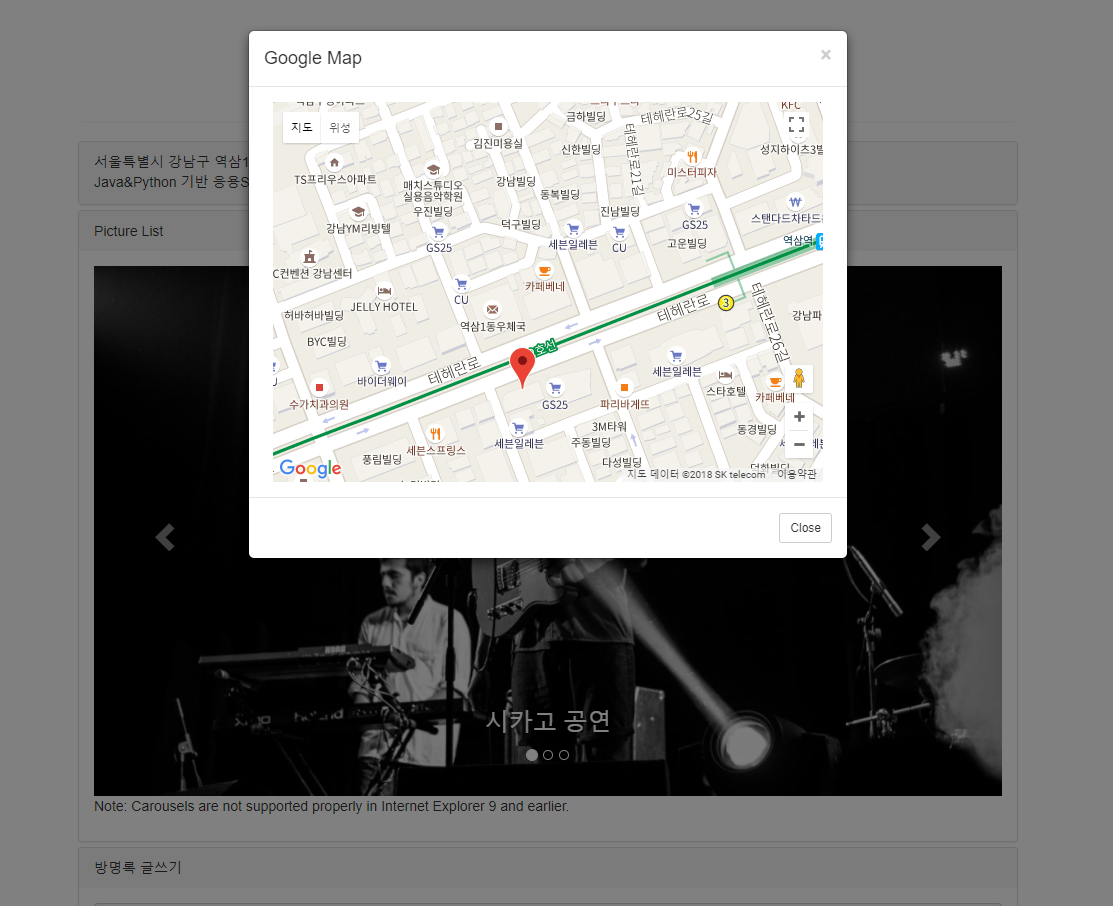 Google Map
×
지도
위성
KFC
금하빌딩
테헤란로25길
김진미용실
신한빌딩
테헤란로21길
성지하이츠3빌
미스터피자
TS프리우스아파트
매치스튜디오
실용음악학원
강남빌딩
동복빌딩
우진빌딩
진남빌딩
GS25
스탠다드차타드
강남YM리빙텔
덕구빌딩
GS25
세븐일레븐
CU
고운빌딩
역삼역
C컨벤션 강남센터
카페베네
CU
JELLY HOTEL
허바허바빌딩
역삼1동우체국
테헤란로
3
테헤란로26길
강남파
BYC빌딩
호선
테헤란로
바이더웨이
세븐일레븐
스타호텔
카페베네
수가치과의원
GS25
파리바게뜨
3M타워
동경빌딩
세븐일레븐
주동빌딩
세븐스프링스
풍림빌딩
다성빌딩
Google
지도 데이터 ©2018 SK telecom
이용약관
Close
서울특별시 강남구 역삼1
Java&Python 기반 응용S
Picture List
KORG
시카고 공연
Note: Carousels are not supported properly in Internet Explorer 9 and earlier.
방명록 글쓰기